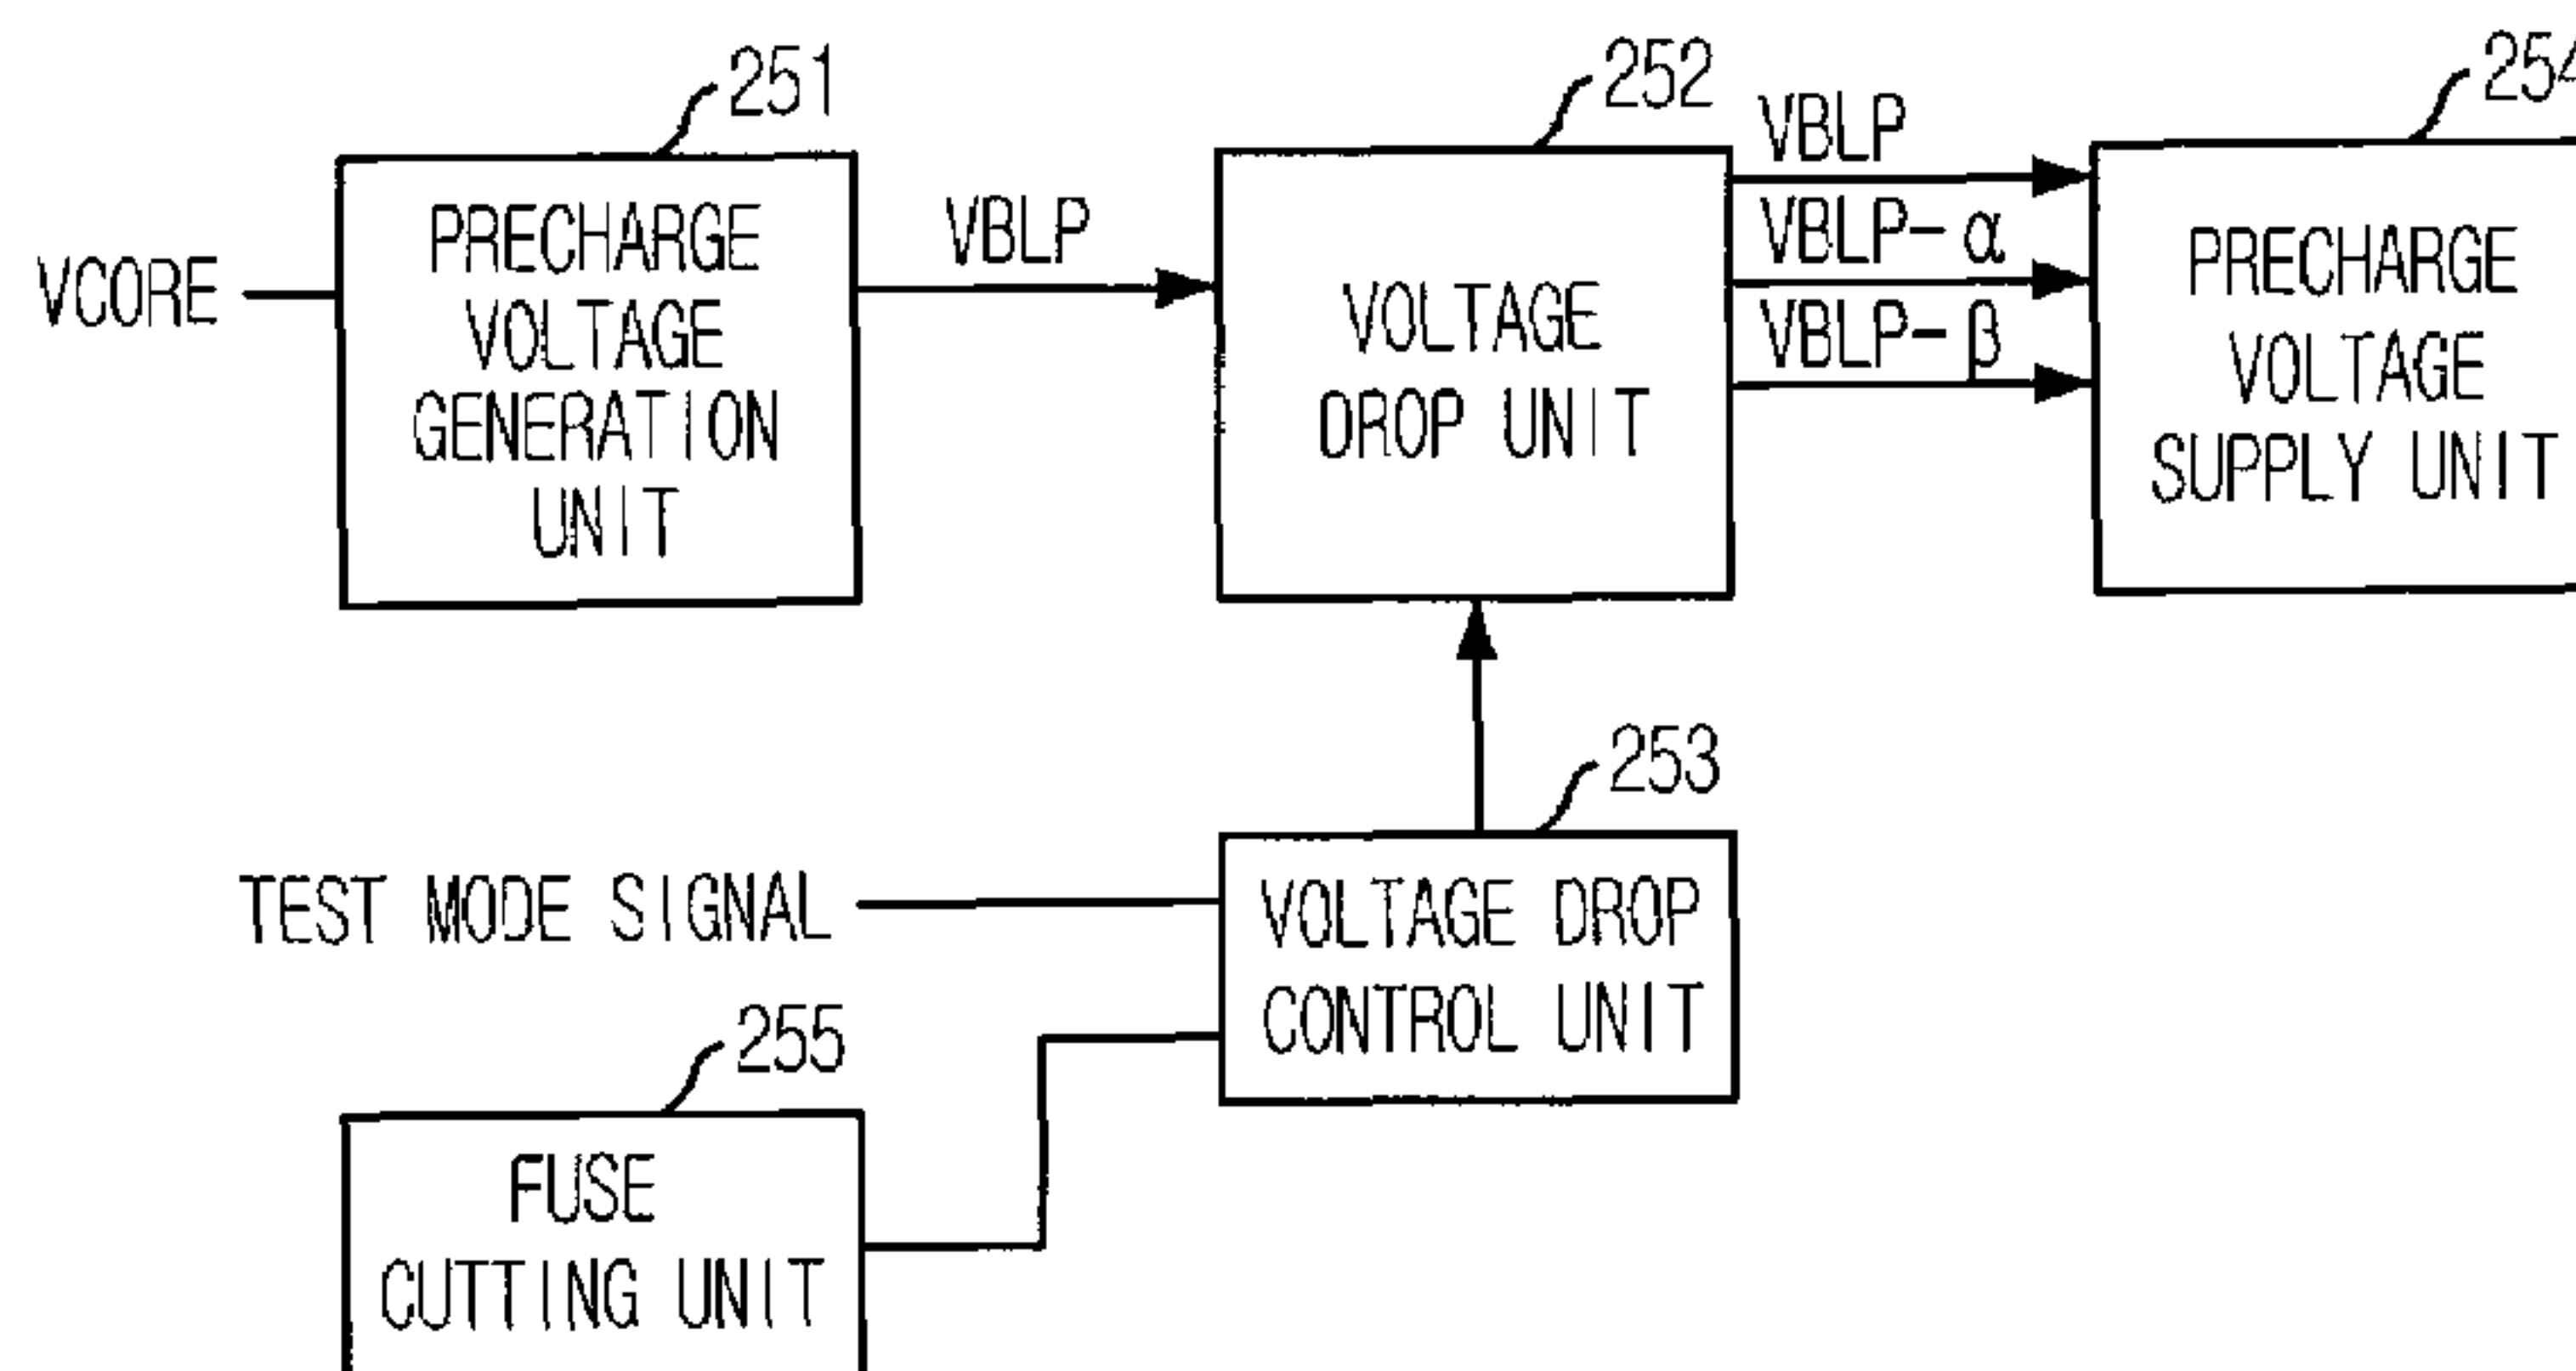 251
252
254
VCORE
PRECHARGE
VOLTAGE
GENERATION
UNIT
VBLP
VOLTAGE
DROP UNIT
VBLP
VBLP-α
VBLP-β
PRECHARGE
VOLTAGE
SUPPLY UNIT
253
TEST MODE SIGNAL
VOLTAGE DROP
CONTROL UNIT
255
FUSE
CUTTING UNIT